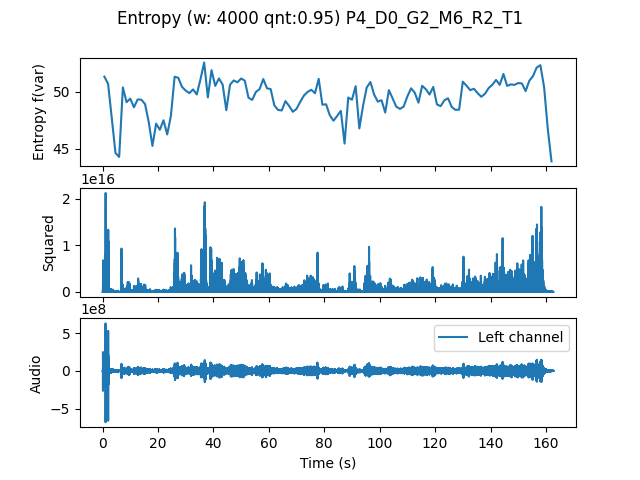 Entropy (w: 4000 qnt:0.95) P4_D0_G2_M6_R2_T1
Entropy f(var)
50
45
1e16
Squared
2
1
0
1e8
Audio
5
0
−5
Left channel
0 20 40 60 80 100 120 140 160
Time (s)